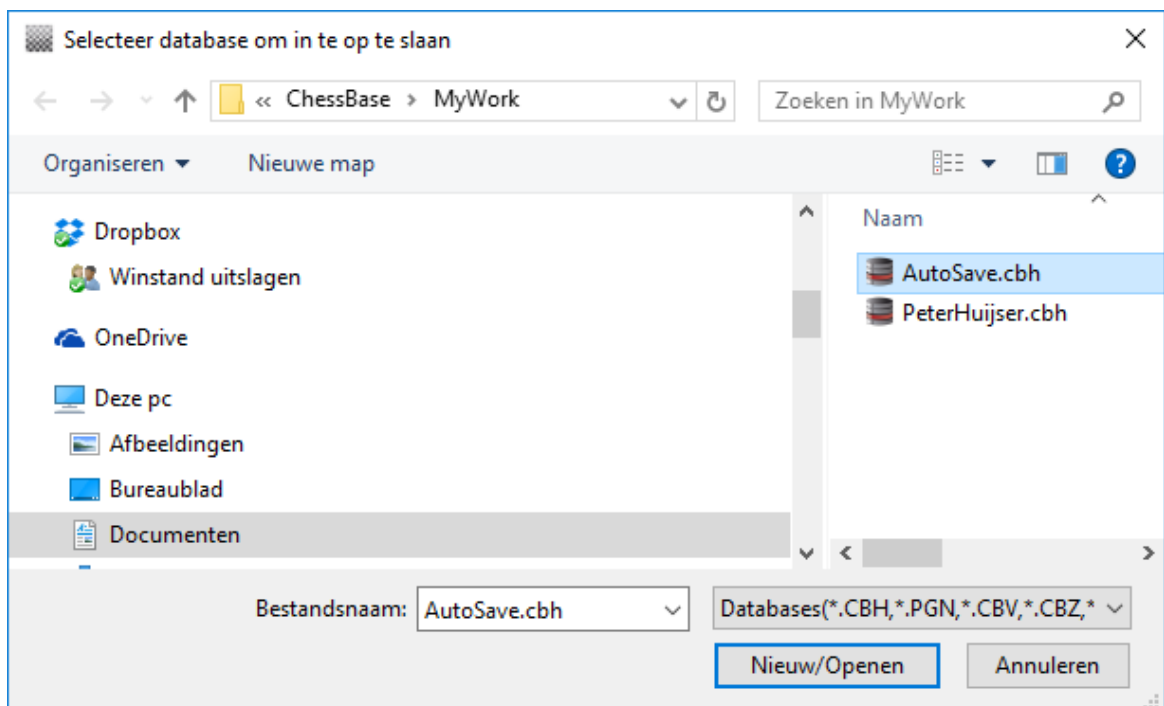 Selecteer database om in te op te slaan
« ChessBase > MyWork
Zoeken in MyWork
Organiseren
Nieuwe map
?
Dropbox
Winstand uitslagen
OneDrive
Deze pc
Afbeeldingen
Bureaublad
Documenten
Naam
AutoSave.cbh
PeterHuijser.cbh
Bestandsnaam: AutoSave.cbh
Databases(*.CBH,*.PGN,*.CBV,*.CBZ,*
Nieuw/Openen
Annuleren